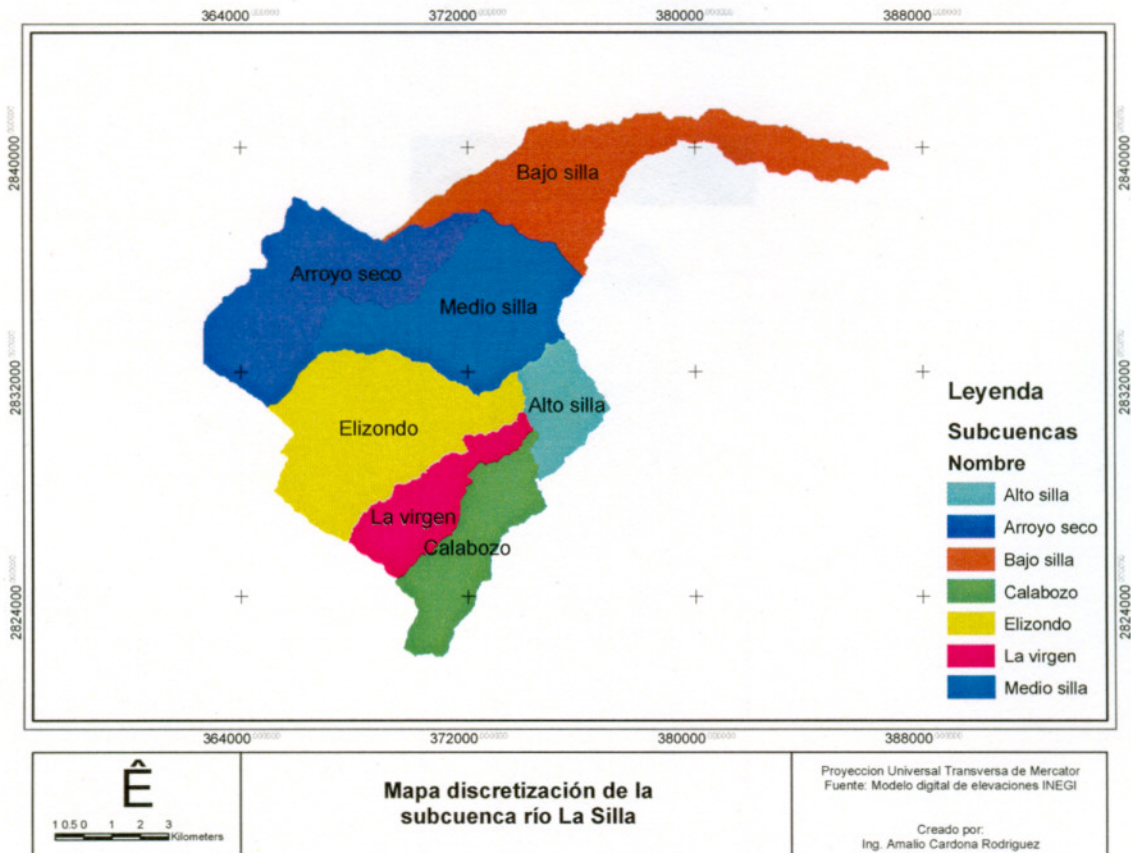 364000 372000 380000 388000
2840000
2840000
2832000
2832000
2824000
2824000
Bajo silla
Arroyo seco
Medio silla
Alto silla
Elizondo
La virgen
Calabozo
Leyenda
Subcuencas
Nombre
Alto silla
Arroyo seco
Bajo silla
Calabozo
Elizondo
La virgen
Medio silla
364000 372000 380000 388000
Ê
1 0.5 0 1 2 3
Kilometers
Mapa discretización de la
subcuenca río La Silla
Proyeccion Universal Transversa de Mercator
Fuente: Modelo digital de elevaciones INEGI
Creado por:
Ing. Amalio Cardona Rodriguez